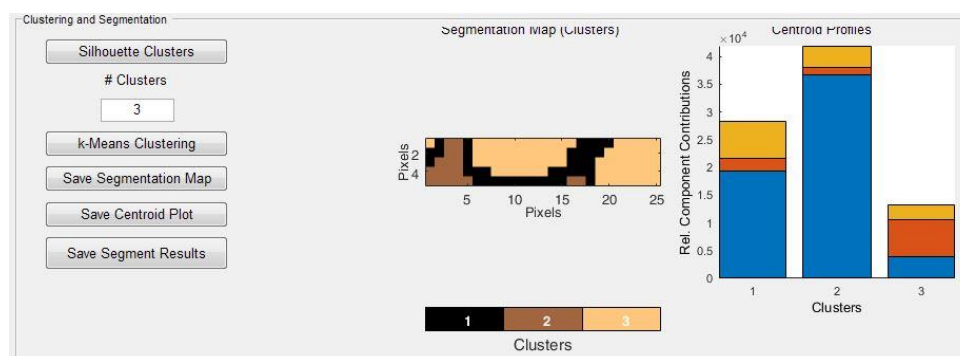 Clustering and Segmentation
Silhouette Clusters
# Clusters
3
k-Means Clustering
Save Segmentation Map
Save Centroid Plot
Save Segment Results
Segmentation Map (Clusters)
Pixels
2
4
5 10 15 20 25
Pixels
1 2 3
Clusters
Centroid Profiles
×10⁴
Rel. Component Contributions
4
3.5
3
2.5
2
1.5
1
0.5
0
1 2 3
Clusters